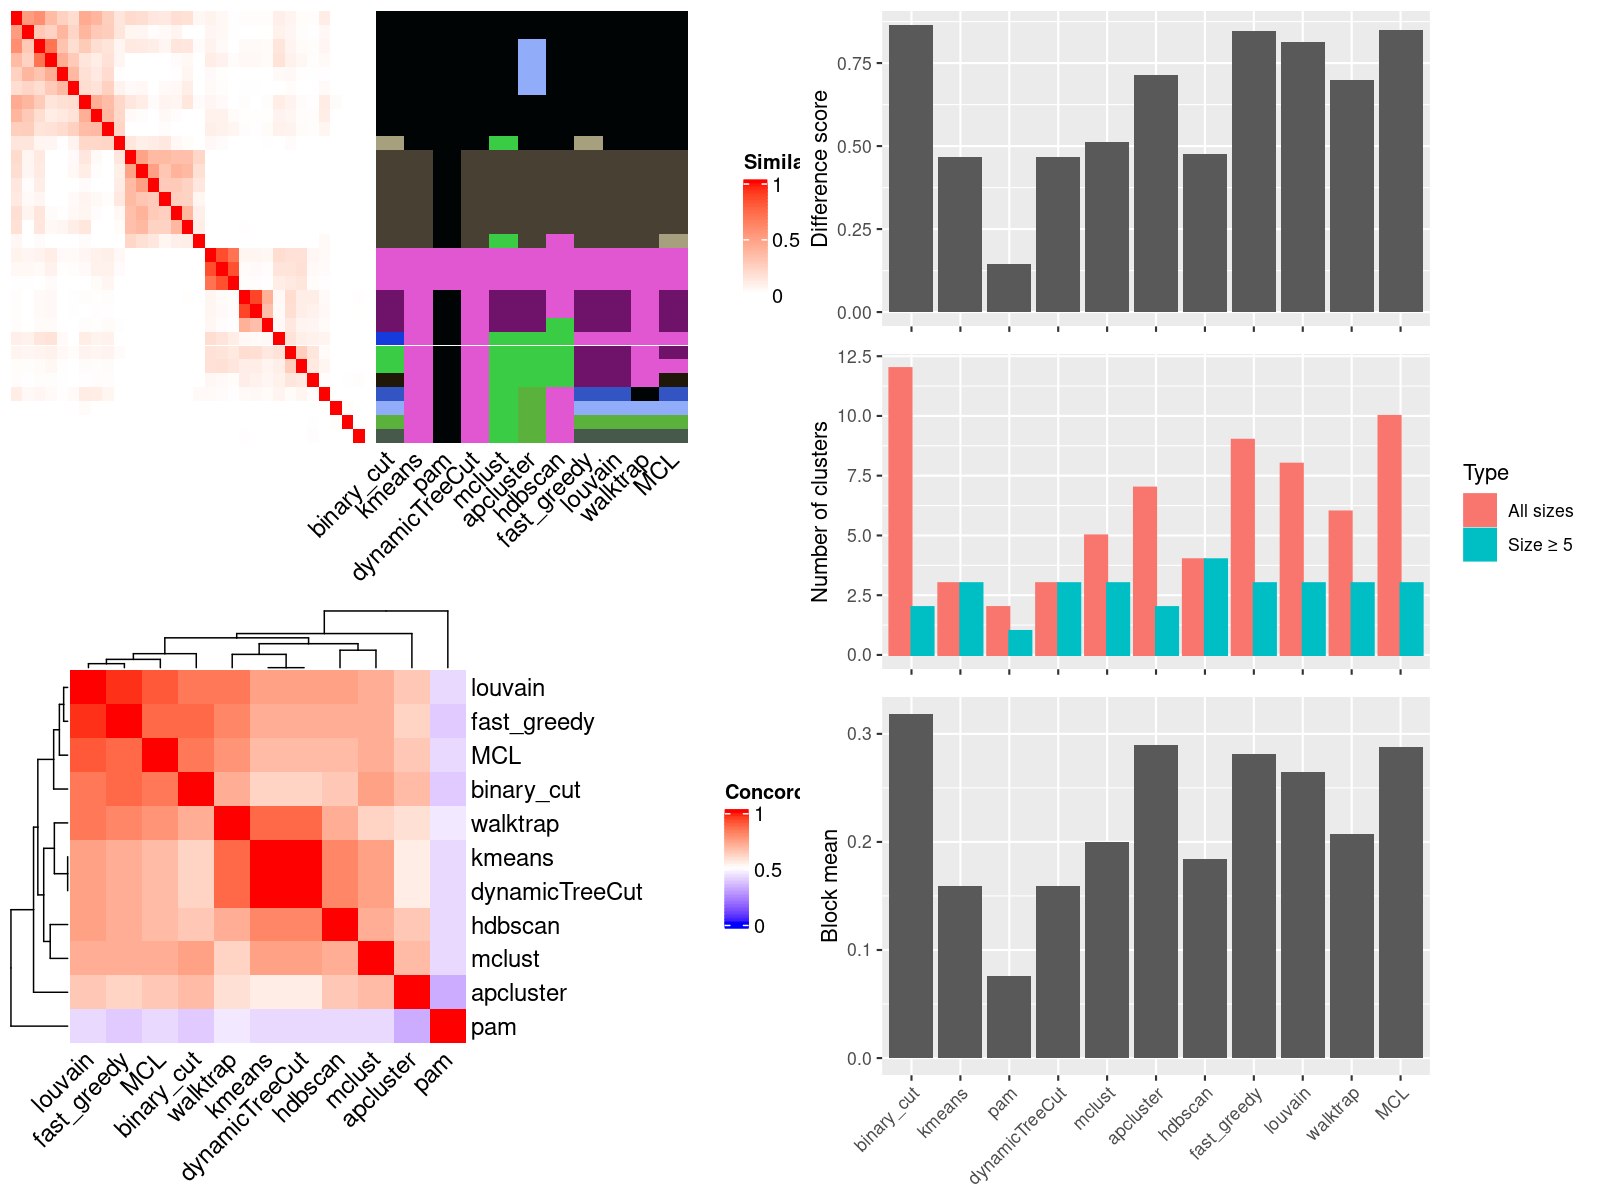 Simila
1
0.5
0
binary_cut
kmeans
pam
dynamicTreeCut
mclust
apcluster
hdbscan
fast_greedy
louvain
walktrap
MCL
louvain
fast_greedy
MCL
binary_cut
walktrap
kmeans
dynamicTreeCut
hdbscan
mclust
apcluster
pam
Concord
1
0.5
0
louvain
fast_greedy
MCL
binary_cut
walktrap
kmeans
dynamicTreeCut
hdbscan
mclust
apcluster
pam
Difference score
0.75
0.50
0.25
0.00
Number of clusters
12.5
10.0
7.5
5.0
2.5
0.0
Type
All sizes
Size ≥ 5
Block mean
0.3
0.2
0.1
0.0
binary_cut
kmeans
pam
dynamicTreeCut
mclust
apcluster
hdbscan
fast_greedy
louvain
walktrap
MCL